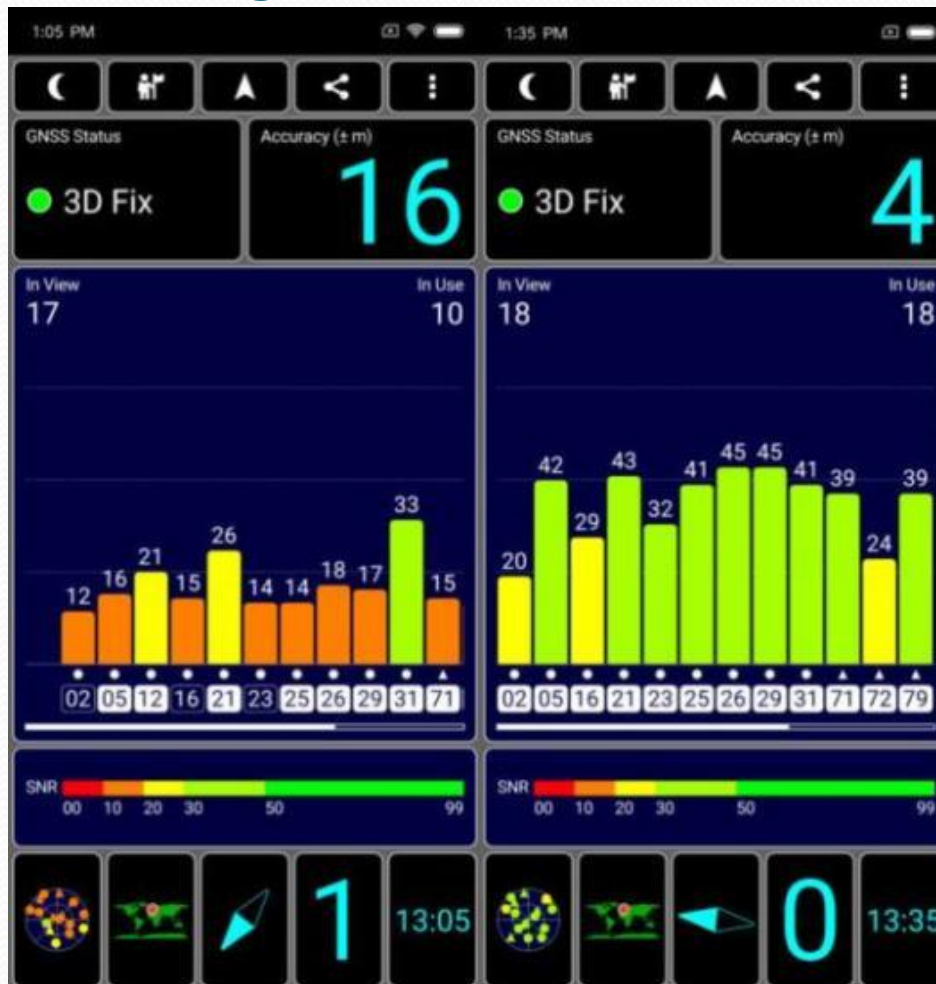 1:05 PM
GNSS Status
Accuracy (± m)
3D Fix
16
In View
In Use
17
10
12 16 21 15 26 14 14 18 17 33 15
02 05 12 16 21 23 25 26 29 31 71
SNR
00 10 20 30 50 99
1
13:05
1:35 PM
GNSS Status
Accuracy (± m)
3D Fix
4
In View
In Use
18
18
20 42 29 43 32 41 45 45 41 39 24 39
02 05 16 21 23 25 26 29 31 71 72 79
SNR
00 10 20 30 50 99
0
13:35